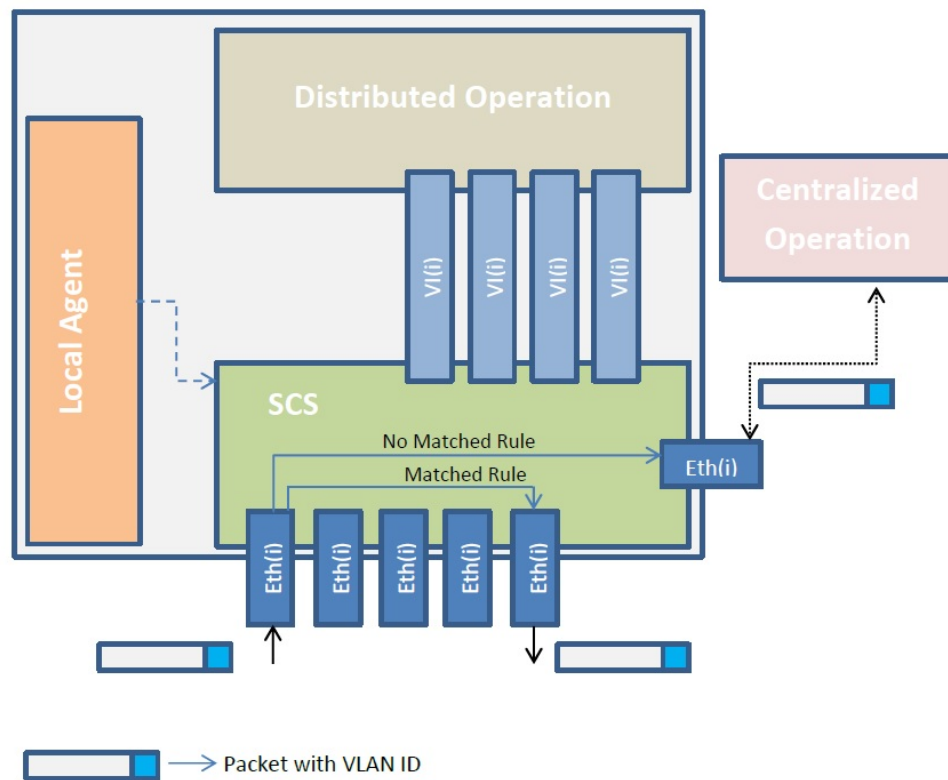 Distributed Operation
Centralized
Operation
Local Agent
VI(i)
VI(i)
VI(i)
VI(i)
SCS
No Matched Rule
Matched Rule
Eth(i)
Eth(i)
Eth(i)
Eth(i)
Eth(i)
Eth(i)
Packet with VLAN ID